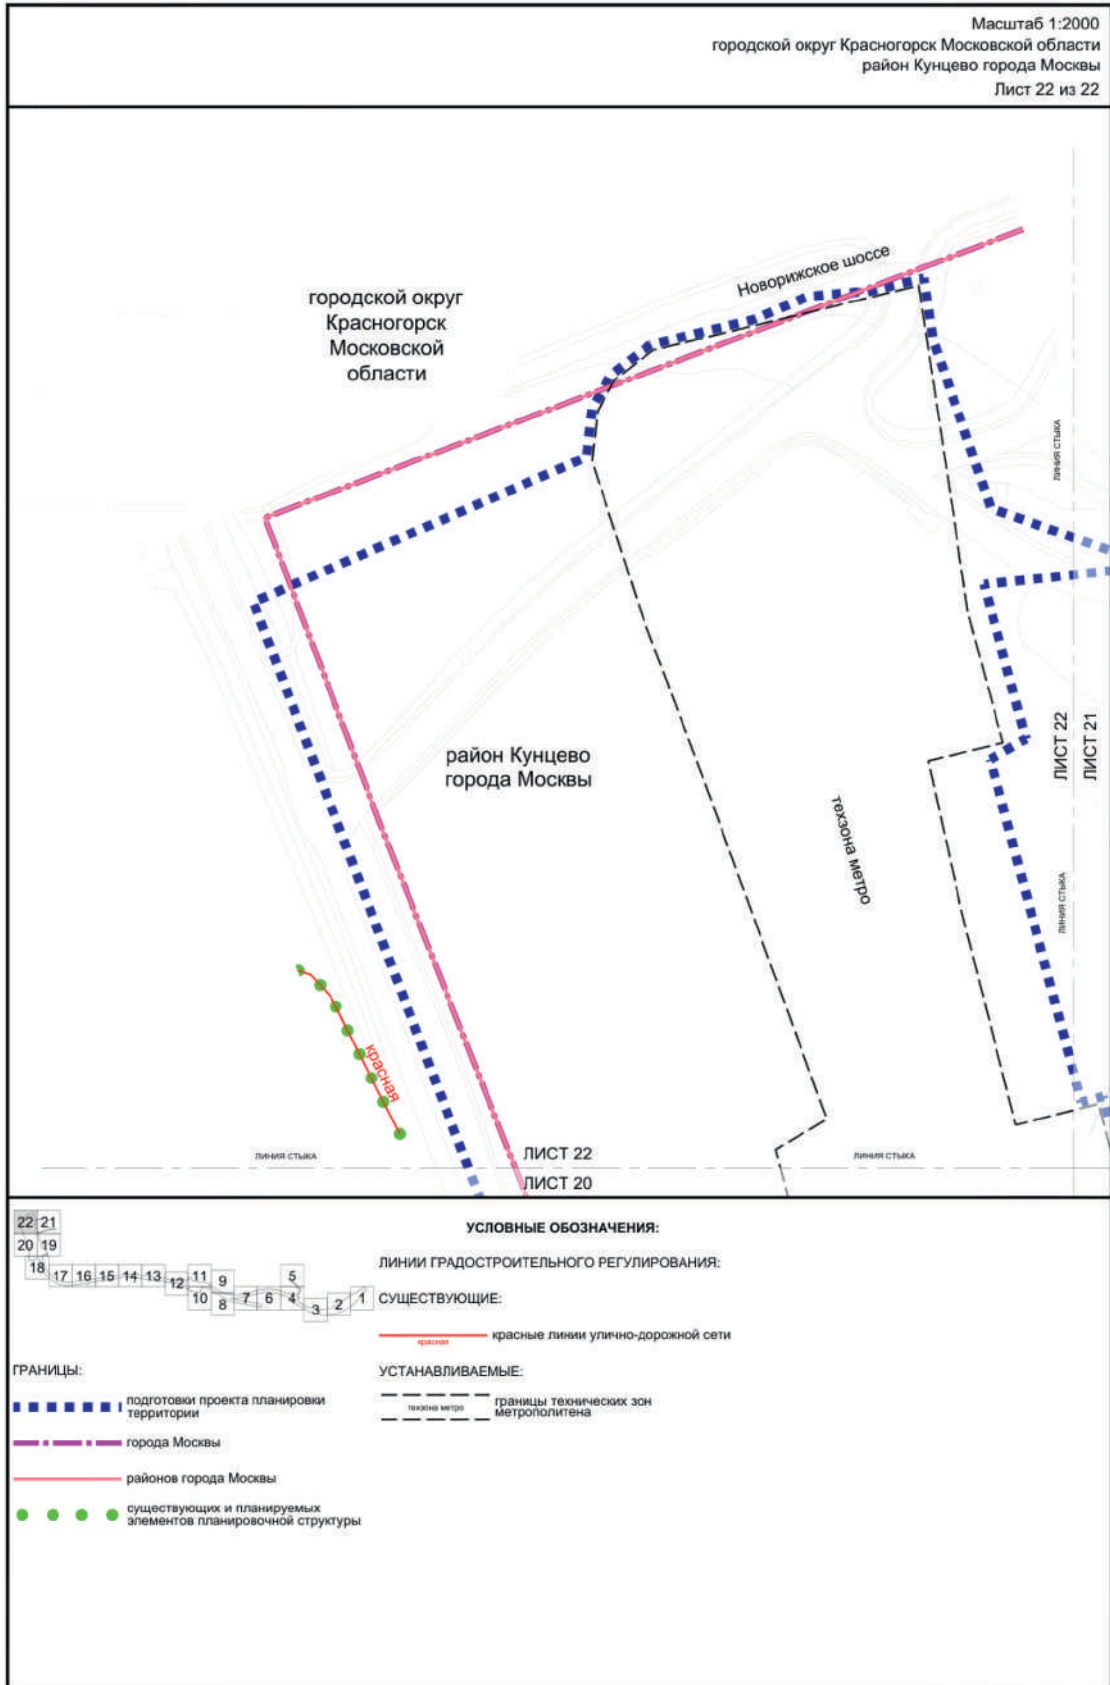 Масштаб 1:2000
городской округ Красногорск Московской области
район Кунцево города Москвы
Лист 22 из 22
Новорижское шоссе
городской округ
Красногорск
Московской
области
ЛИНИЯ СТЫКА
район Кунцево
города Москвы
техзона метро
ЛИСТ 22
ЛИСТ 21
ЛИНИЯ СТЫКА
красная
ЛИНИЯ СТЫКА
ЛИСТ 22
ЛИНИЯ СТЫКА
ЛИСТ 20
22 21
20 19
18 17 16 15 14 13 12 11 9 5
10 8 7 6 4 3 2 1
УСЛОВНЫЕ ОБОЗНАЧЕНИЯ:
ЛИНИИ ГРАДОСТРОИТЕЛЬНОГО РЕГУЛИРОВАНИЯ:
СУЩЕСТВУЮЩИЕ:
красная
красные линии улично-дорожной сети
ГРАНИЦЫ:
подготовки проекта планировки
территории
города Москвы
районов города Москвы
существующих и планируемых
элементов планировочной структуры
УСТАНАВЛИВАЕМЫЕ:
техзона метро
границы технических зон
метрополитена